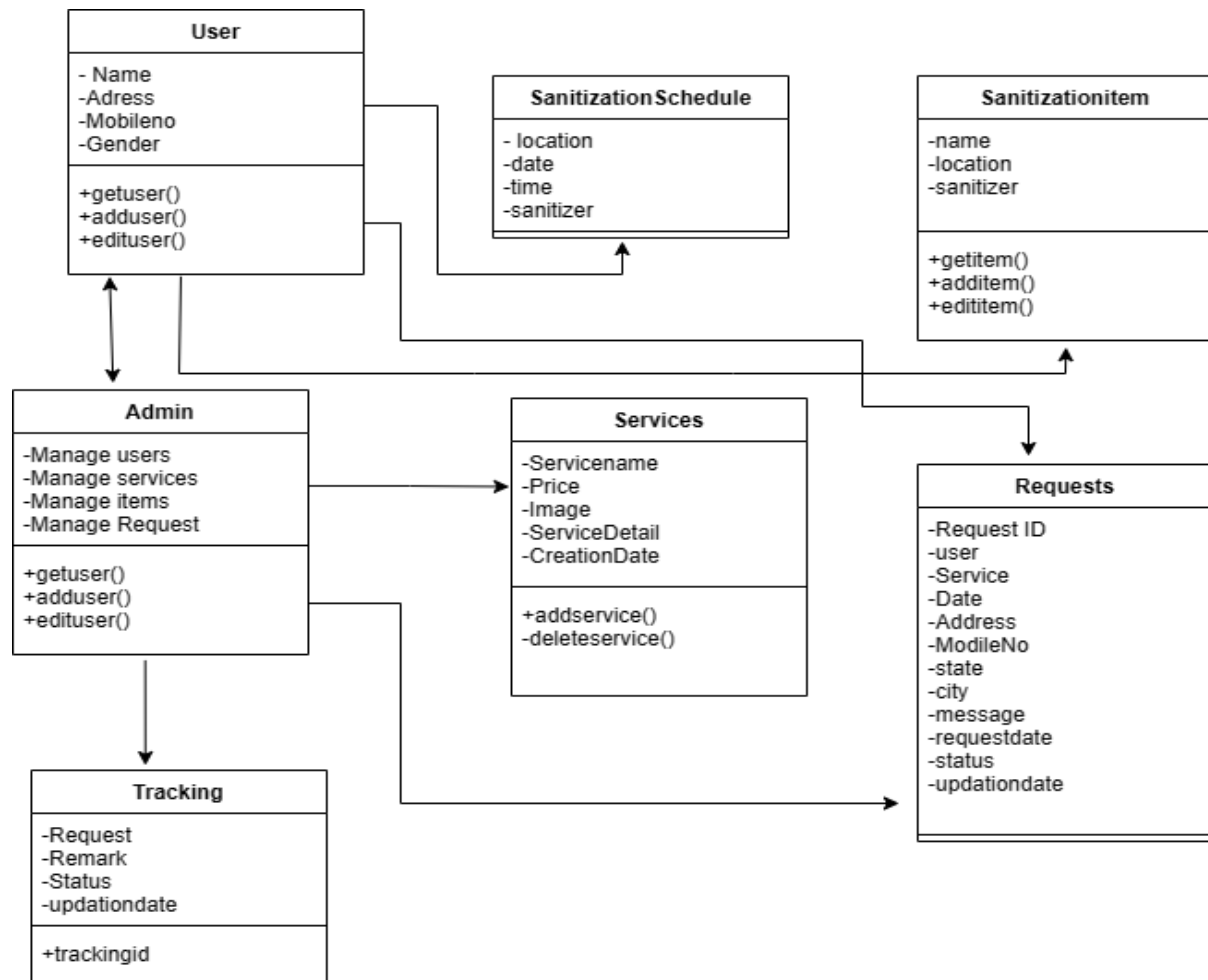 User
- Name
-Adress
-Mobileno
-Gender
+getuser()
+adduser()
+edituser()
SanitizationSchedule
- location
-date
-time
-sanitizer
Sanitizationitem
-name
-location
-sanitizer
+getitem()
+additem()
+edititem()
Admin
-Manage users
-Manage services
-Manage items
-Manage Request
+getuser()
+adduser()
+edituser()
Services
-Servicename
-Price
-Image
-ServiceDetail
-CreationDate
+addservice()
-deleteservice()
Requests
-Request ID
-user
-Service
-Date
-Address
-ModileNo
-state
-city
-message
-requestdate
-status
-updationdate
Tracking
-Request
-Remark
-Status
-updationdate
+trackingid